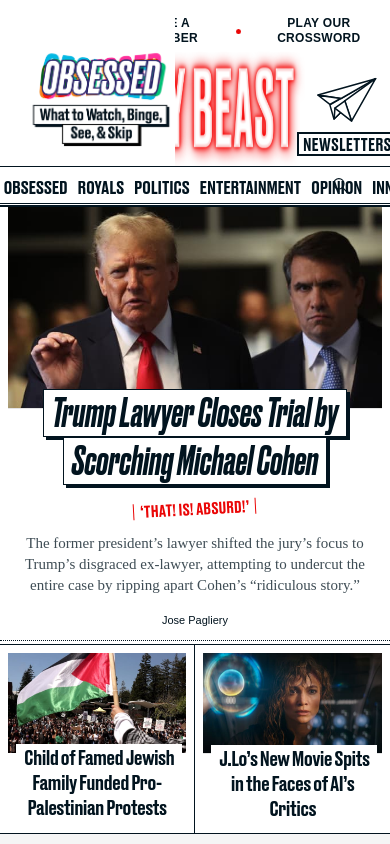 E A
BER
PLAY OUR
CROSSWORD
OBSESSED
What to Watch, Binge,
See, & Skip
Y BEAST
NEWSLETTERS
OBSESSED ROYALS POLITICS ENTERTAINMENT OPINION INN
Trump Lawyer Closes Trial by
Scorching Michael Cohen
‘THAT! IS! ABSURD!’
The former president’s lawyer shifted the jury’s focus to
Trump’s disgraced ex-lawyer, attempting to undercut the
entire case by ripping apart Cohen’s “ridiculous story.”
Jose Pagliery
Child of Famed Jewish
Family Funded Pro-
Palestinian Protests
J.Lo’s New Movie Spits
in the Faces of AI’s
Critics